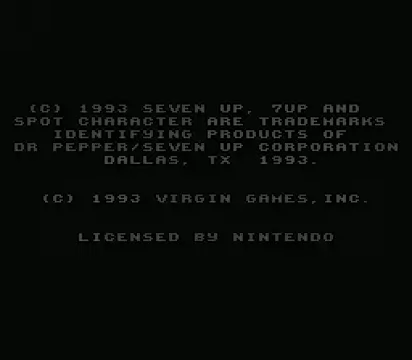 (C) 1993 SEVEN UP, 7UP AND
SPOT CHARACTER ARE TRADEMARKS
IDENTIFYING PRODUCTS OF
DR PEPPER/SEVEN UP CORPORATION
DALLAS, TX 1993.
(C) 1993 VIRGIN GAMES,INC.
LICENSED BY NINTENDO